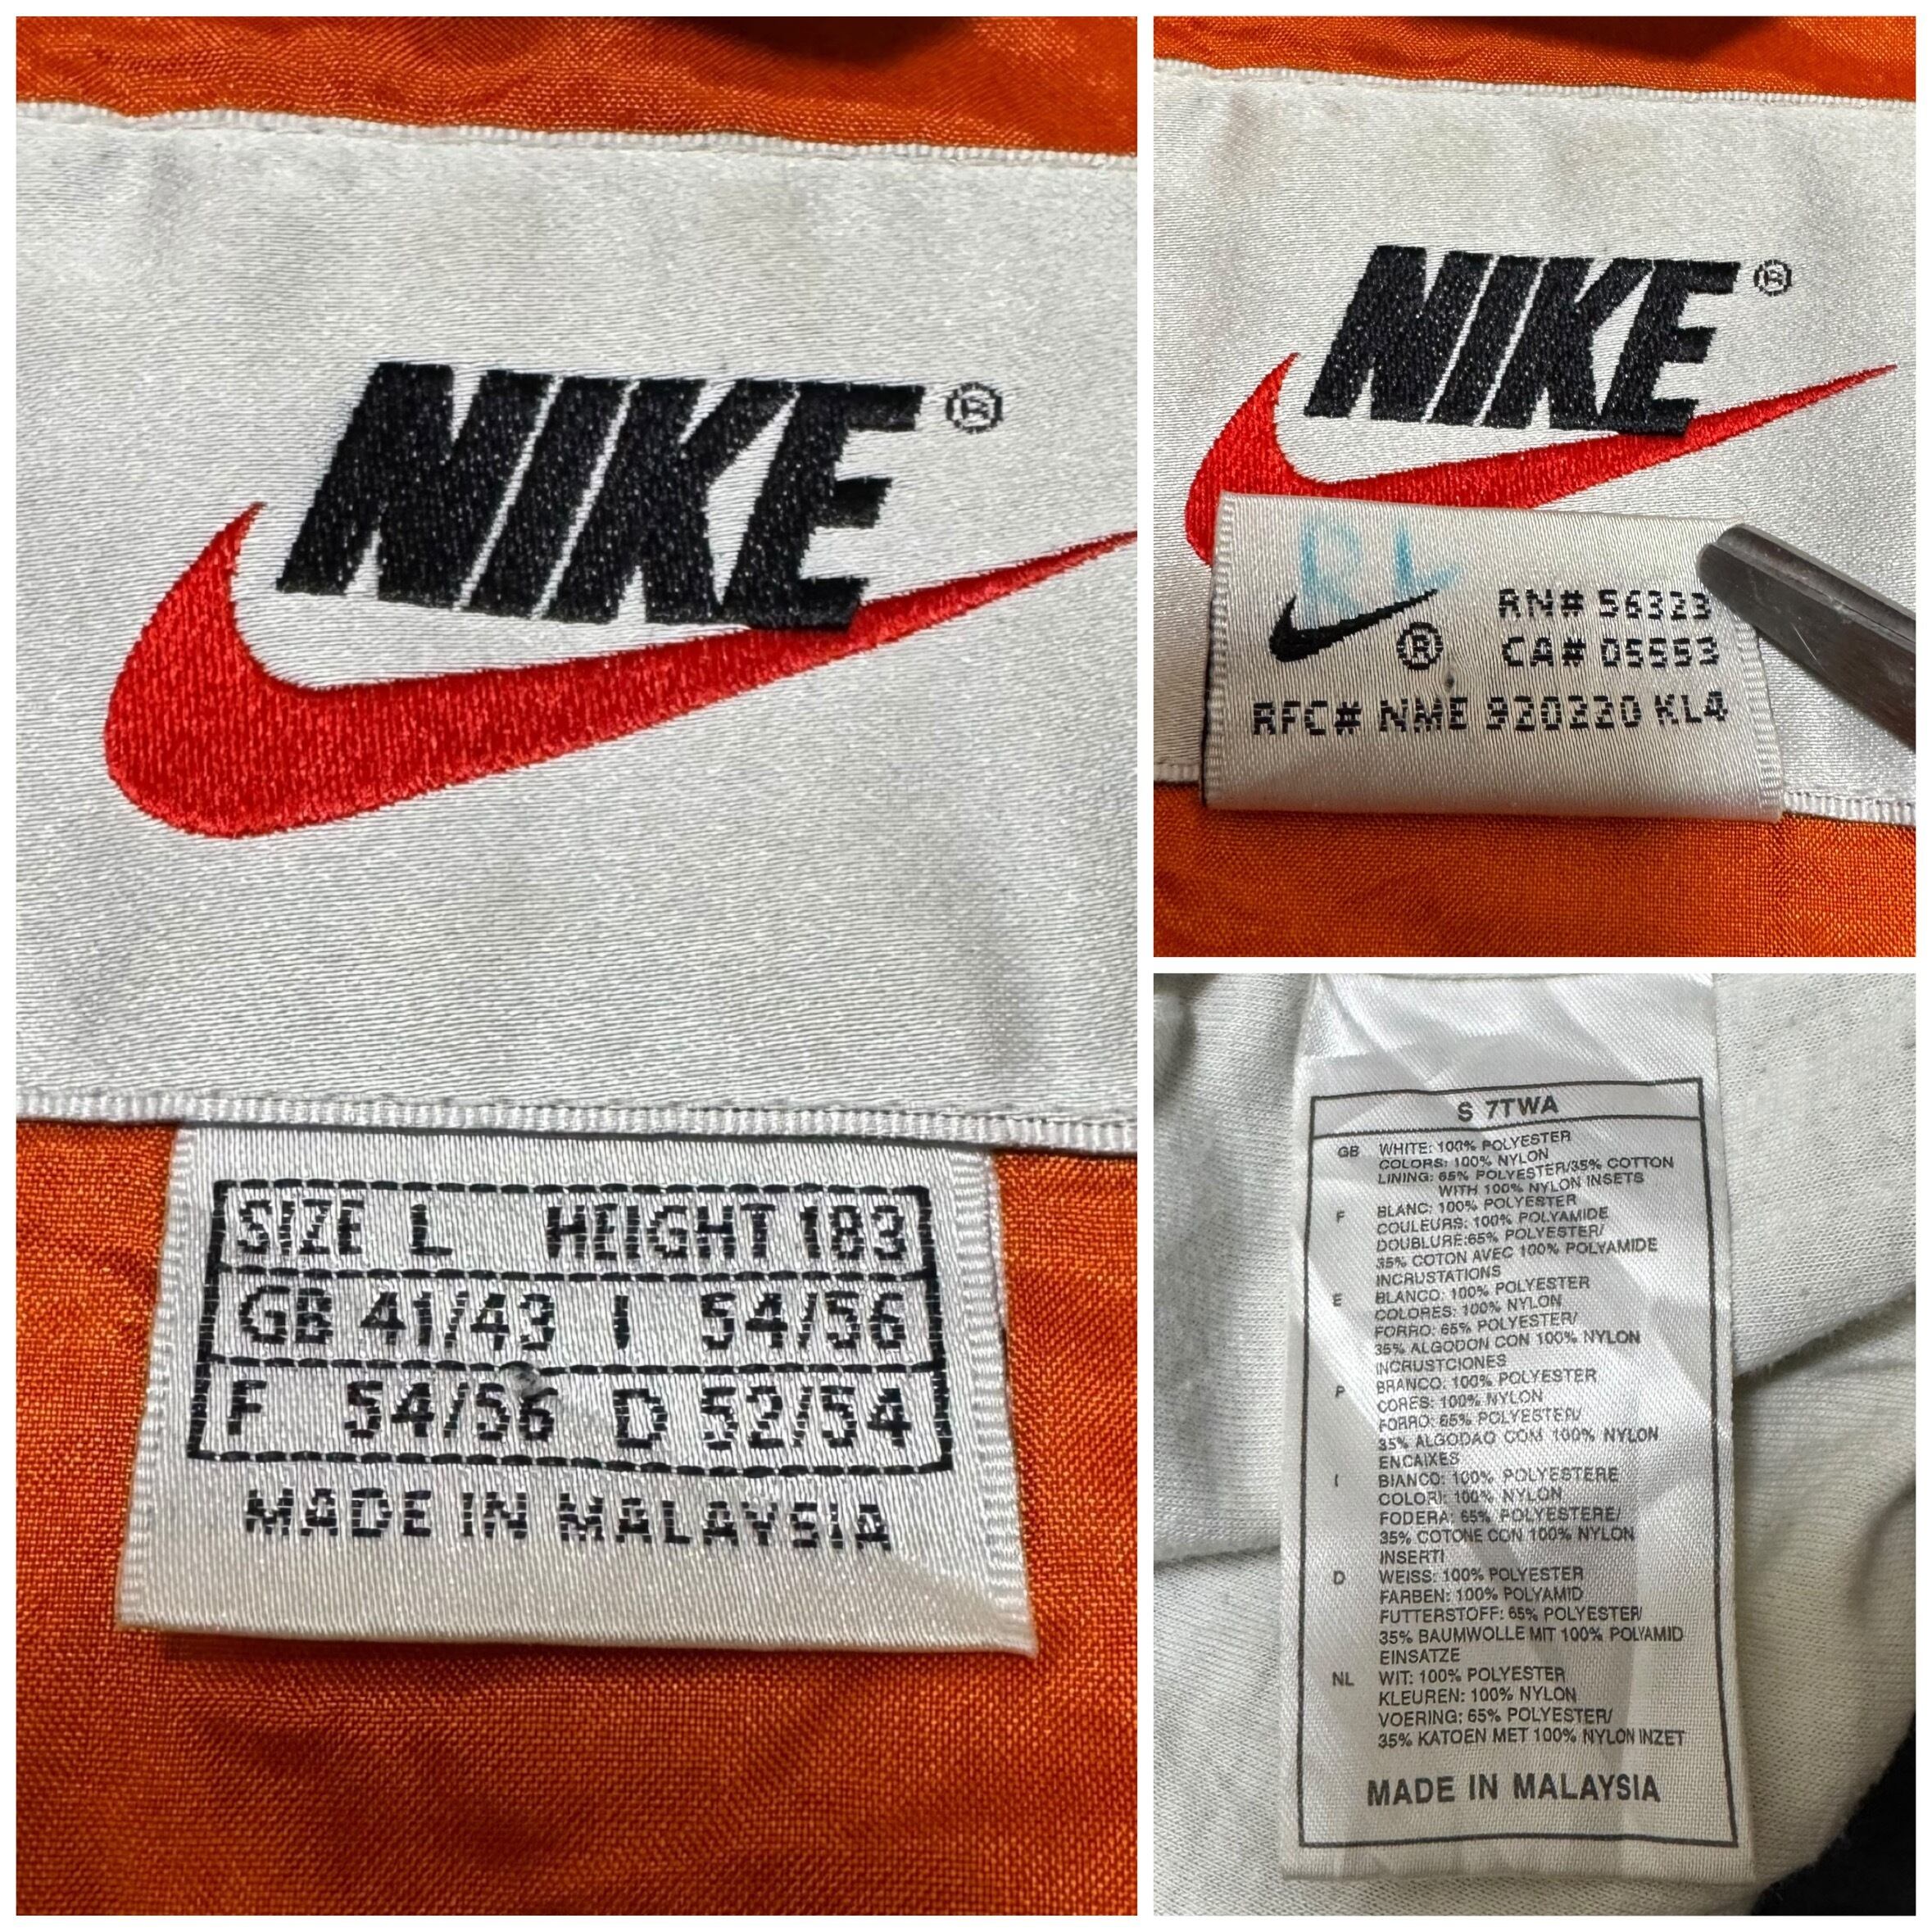 NIKE®
SIZE L HEIGHT 183
GB 41/43 I 54/56
F 54/56 D 52/54
MADE IN MALAYSIA
NIKE®
RL
® RN# 56323
CA# 05553
RFC# NME 920330 KL4
S 7TWA
GB WHITE: 100% POLYESTER
COLORS: 100% NYLON
LINING: 65% POLYESTER/35% COTTON
WITH 100% NYLON INSETS
F BLANC: 100% POLYESTER
COULEURS: 100% POLYAMIDE
DOUBLURE:65% POLYESTER/
35% COTON AVEC 100% POLYAMIDE
INCRUSTATIONS
E BLANCO: 100% POLYESTER
COLORES: 100% NYLON
FORRO: 65% POLYESTER/
35% ALGODON CON 100% NYLON
INCRUSTCIONES
P BRANCO: 100% POLYESTER
CORES: 100% NYLON
FORRO: 65% POLYESTER/
35% ALGODAO COM 100% NYLON
ENCAIXES
I BIANCO: 100% POLYESTERE
COLORI: 100% NYLON
FODERA: 65% POLYESTERE/
35% COTONE CON 100% NYLON
INSERTI
D WEISS: 100% POLYESTER
FARBEN: 100% POLYAMID
FUTTERSTOFF: 65% POLYESTER/
35% BAUMWOLLE MIT 100% POLYAMID
EINSATZE
NL WIT: 100% POLYESTER
KLEUREN: 100% NYLON
VOERING: 65% POLYESTER/
35% KATOEN MET 100% NYLON INZET
MADE IN MALAYSIA